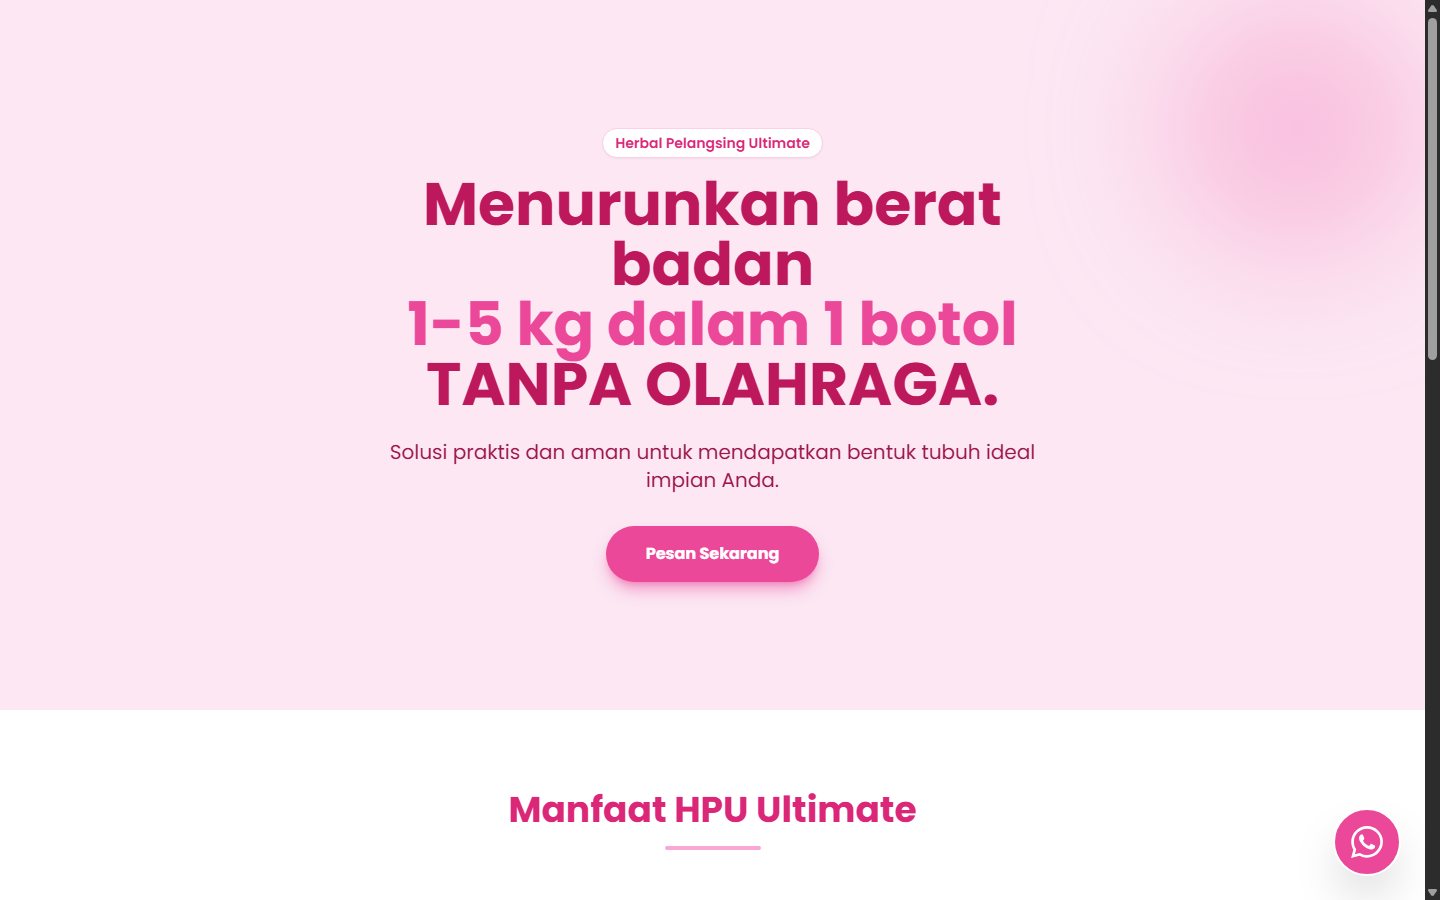 Herbal Pelangsing Ultimate
Menurunkan berat
badan
1-5 kg dalam 1 botol
TANPA OLAHRAGA.
Solusi praktis dan aman untuk mendapatkan bentuk tubuh ideal
impian Anda.
Pesan Sekarang
Manfaat HPU Ultimate